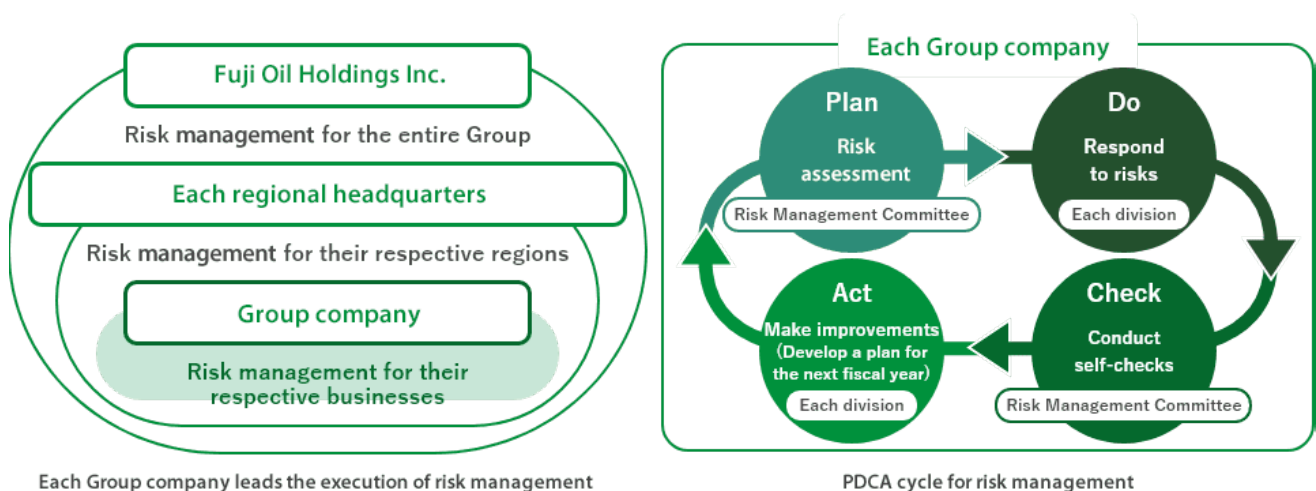 Fuji Oil Holdings Inc.
Risk management for the entire Group
Each regional headquarters
Risk management for their respective regions
Group company
Risk management for their
respective businesses
Each Group company leads the execution of risk management
Each Group company
Plan
Risk
assessment
Risk Management Committee
Do
Respond
to risks
Each division
Act
Make improvements
(Develop a plan for
the next fiscal year)
Each division
Check
Conduct
self-checks
Risk Management Committee
PDCA cycle for risk management